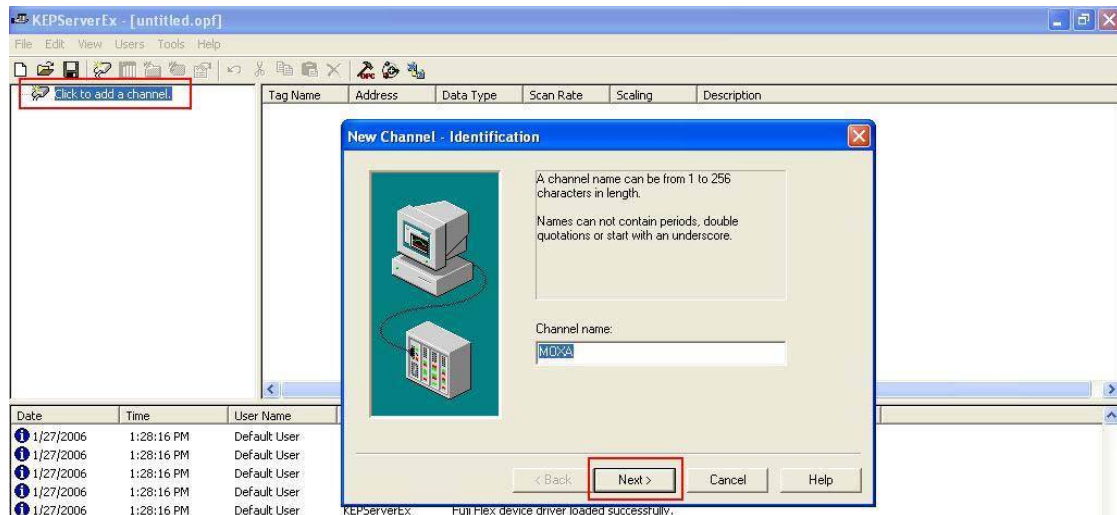 KEPServerEx - [untitled.opf]
File Edit View Users Tools Help
OPC
Click to add a channel.
Tag Name Address Data Type Scan Rate Scaling Description
New Channel - Identification
A channel name can be from 1 to 256
characters in length.
Names can not contain periods, double
quotations or start with an underscore.
Channel name:
MOXA
< Back Next > Cancel Help
Date Time User Name
1/27/2006 1:28:16 PM Default User
1/27/2006 1:28:16 PM Default User
1/27/2006 1:28:16 PM Default User
1/27/2006 1:28:16 PM Default User
1/27/2006 1:28:16 PM Default User KEPServerEx Fuji Flex device driver loaded successfully.